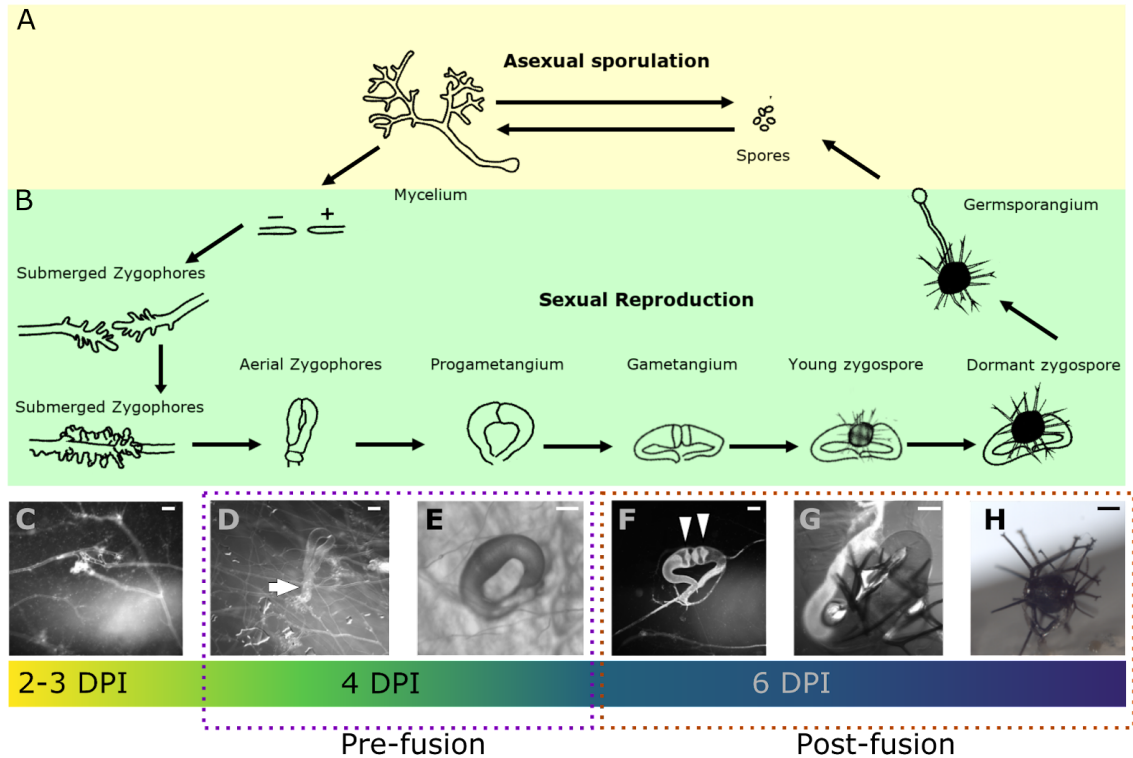 A
Asexual sporulation
Spores
Mycelium
B
− +
Germsporangium
Submerged Zygophores
Sexual Reproduction
Aerial Zygophores
Progametangium
Gametangium
Young zygospore
Dormant zygospore
Submerged Zygophores
C
D
E
F
G
H
2-3 DPI
4 DPI
6 DPI
Pre-fusion
Post-fusion